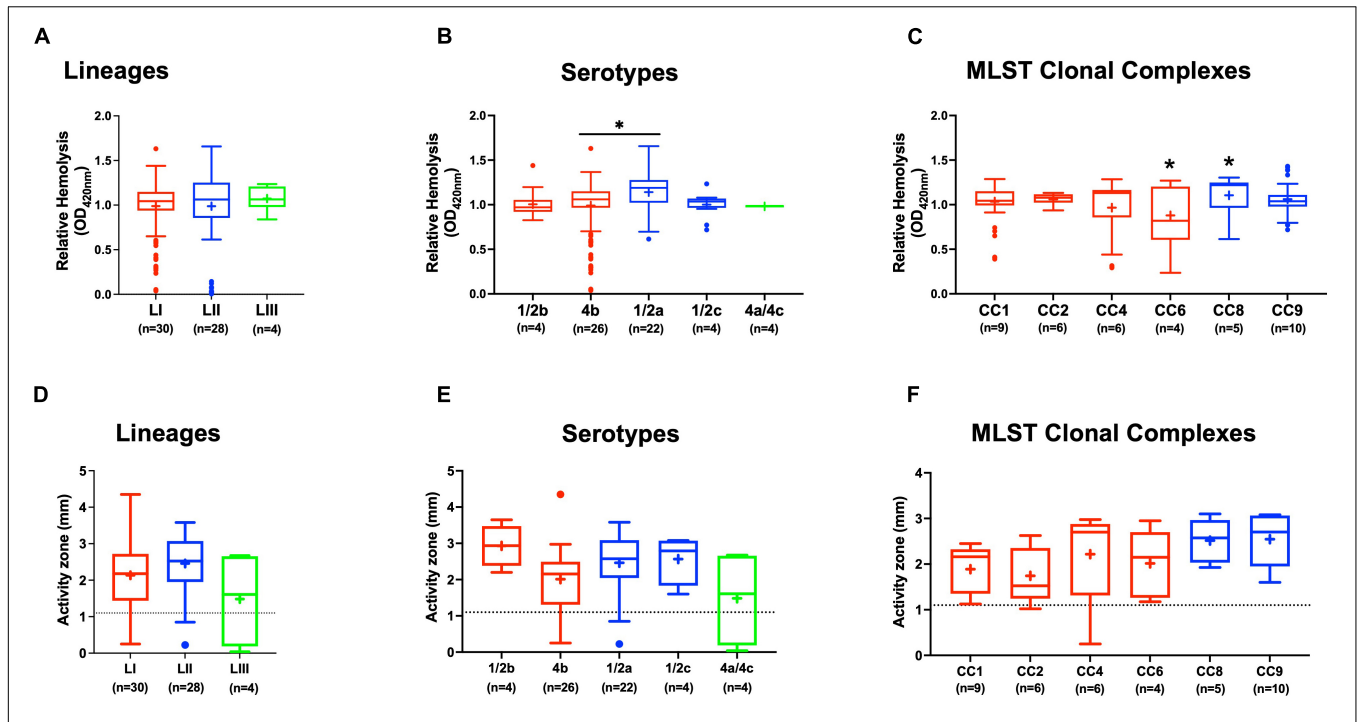 A
Lineages
Relative Hemolysis
(OD420nm)
2.0
1.5
1.0
0.5
0.0
LI
LII
LIII
(n=30)
(n=28)
(n=4)
B
Serotypes
Relative Hemolysis
(OD420nm)
2.0
1.5
1.0
0.5
0.0
*
1/2b
4b
1/2a
1/2c
4a/4c
(n=4)
(n=26)
(n=22)
(n=4)
(n=4)
C
MLST Clonal Complexes
Relative Hemolysis
(OD420nm)
2.0
1.5
1.0
0.5
0.0
*
*
CC1
CC2
CC4
CC6
CC8
CC9
(n=9)
(n=6)
(n=6)
(n=4)
(n=5)
(n=10)
D
Lineages
Activity zone (mm)
5
4
3
2
1
0
LI
LII
LIII
(n=30)
(n=28)
(n=4)
E
Serotypes
Activity zone (mm)
5
4
3
2
1
0
1/2b
4b
1/2a
1/2c
4a/4c
(n=4)
(n=26)
(n=22)
(n=4)
(n=4)
F
MLST Clonal Complexes
Activity zone (mm)
4
3
2
1
0
CC1
CC2
CC4
CC6
CC8
CC9
(n=9)
(n=6)
(n=6)
(n=4)
(n=5)
(n=10)